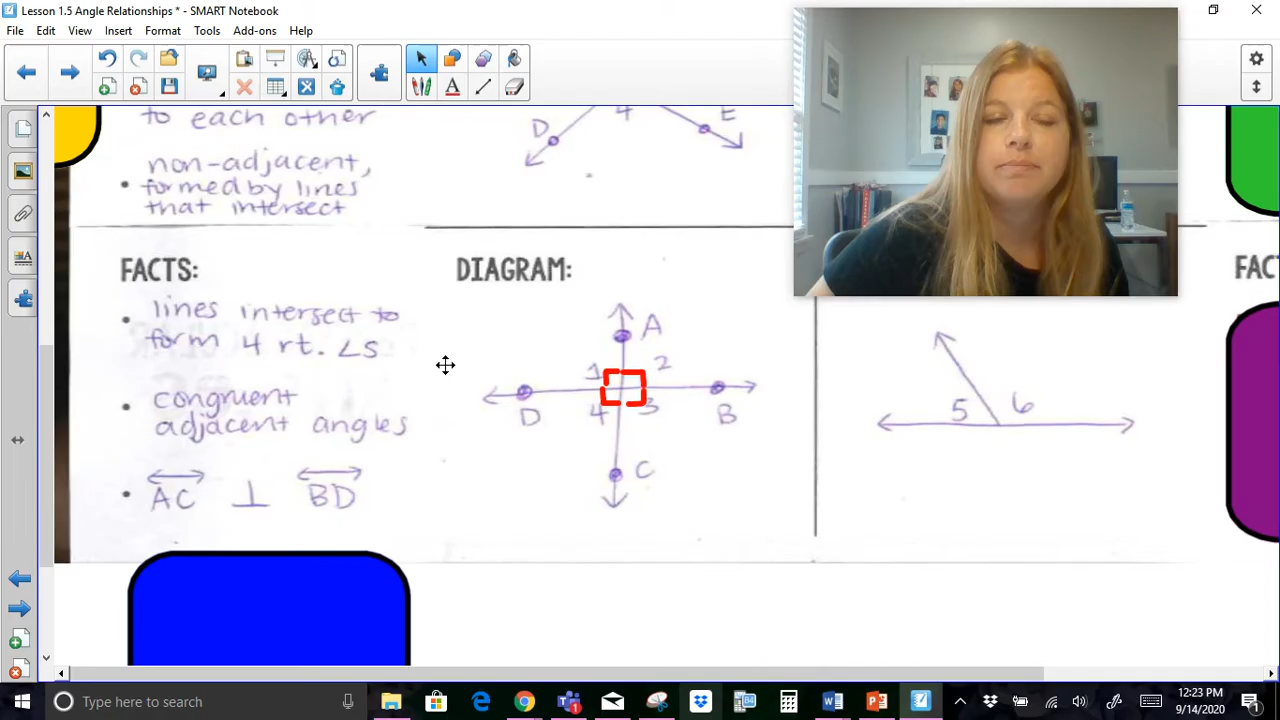 Lesson 1.5 Angle Relationships * - SMART Notebook
File Edit View Insert Format Tools Add-ons Help
to each other
non-adjacent,
• formed by lines
that intersect
D 4 E
FACTS:
• lines intersect to
form 4 rt. ∠s
• congruent
adjacent angles
• AC ⊥ BD
DIAGRAM:
A
1 2
D 4 3 B
C
5 6
FAC
Type here to search
12:23 PM
9/14/2020